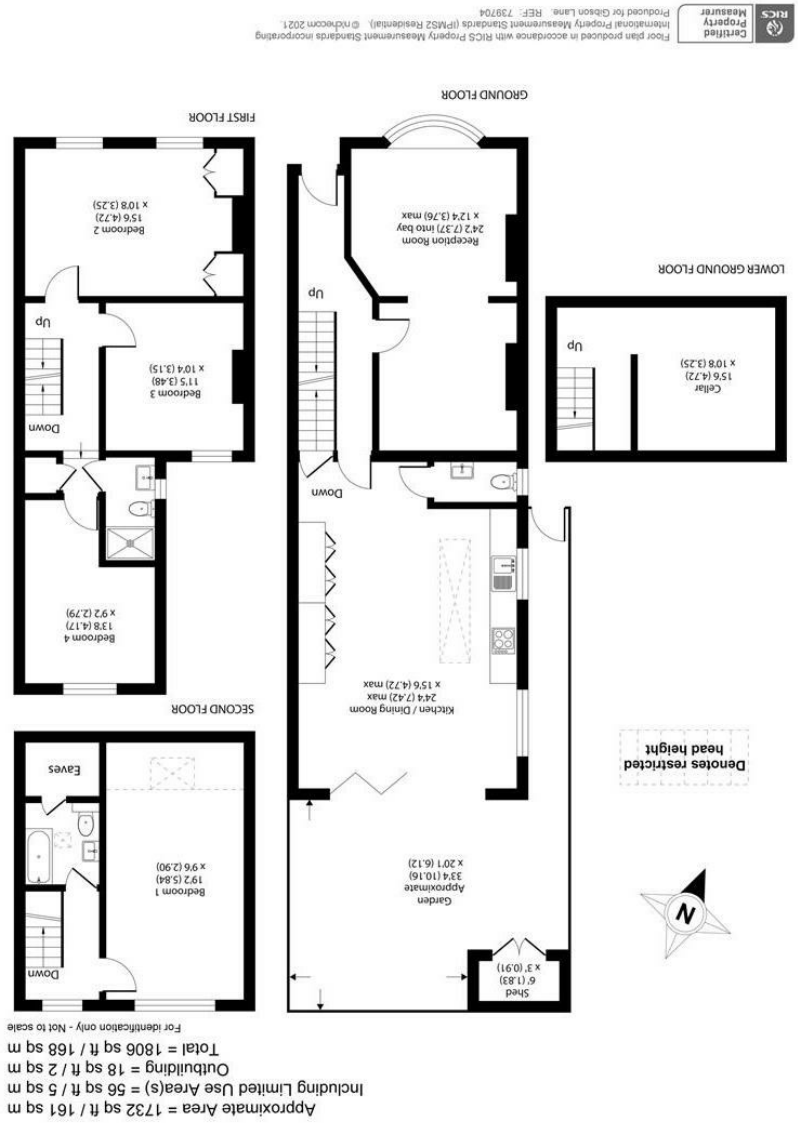 Approximate Area = 1732 sq ft / 161 sq m
Including Limited Use Area(s) = 56 sq ft / 5 sq m
Outbuilding = 18 sq ft / 2 sq m
Total = 1806 sq ft / 168 sq m
For identification only - Not to scale
Shed
6' (1.83)
x 3' (0.91)
Garden
Approximate
33'4 (10.16)
x 20'1 (6.12)
Down
Bedroom 1
19'2 (5.84)
x 9'6 (2.90)
Eaves
SECOND FLOOR
N
Denotes restricted
head height
Kitchen / Dining Room
24'4 (7.42) max
x 15'6 (4.72) max
Bedroom 4
13'8 (4.17)
x 9'2 (2.79)
Down
Down
Up
Cellar
15'6 (4.72)
x 10'8 (3.25)
LOWER GROUND FLOOR
Bedroom 3
11'5 (3.48)
x 10'4 (3.15)
Up
Up
Reception Room
24'2 (7.37) into bay
x 12'4 (3.76) max
Bedroom 2
15'6 (4.72)
x 10'8 (3.25)
GROUND FLOOR
FIRST FLOOR
RICS
Certified
Property
Measurer
Floor plan produced in accordance with RICS Property Measurement Standards incorporating
International Property Measurement Standards (IPMS2 Residential). © nichecom 2021.
Produced for Gibson Lane. REF: 739704